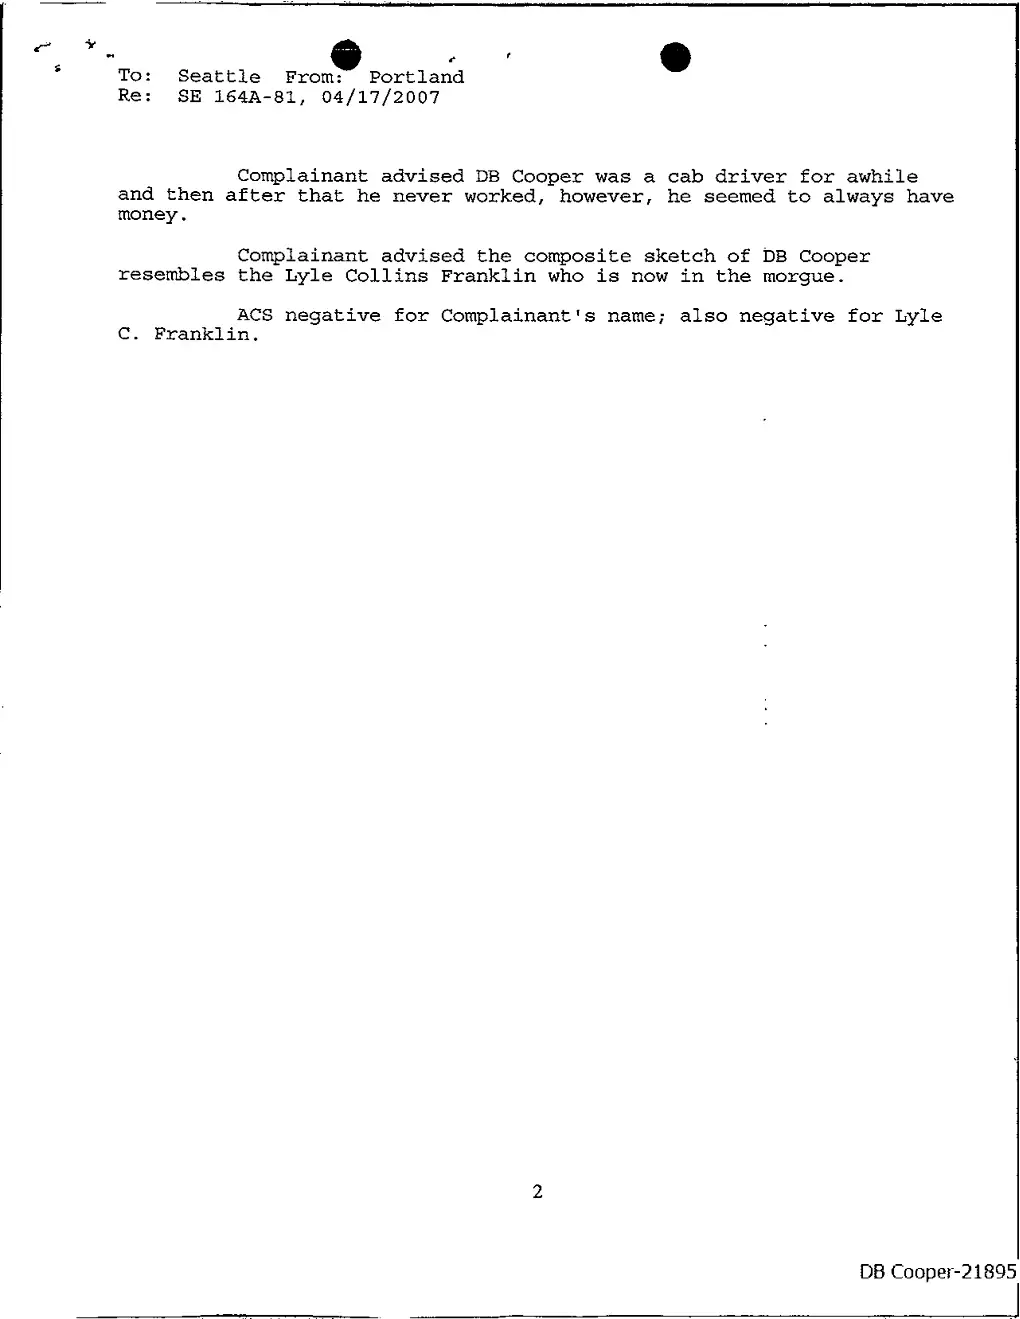 To: Seattle From: Portland
Re: SE 164A-81, 04/17/2007
Complainant advised DB Cooper was a cab driver for awhile
and then after that he never worked, however, he seemed to always have
money.
Complainant advised the composite sketch of DB Cooper
resembles the Lyle Collins Franklin who is now in the morgue.
ACS negative for Complainant's name; also negative for Lyle
C. Franklin.
2
DB Cooper-21895